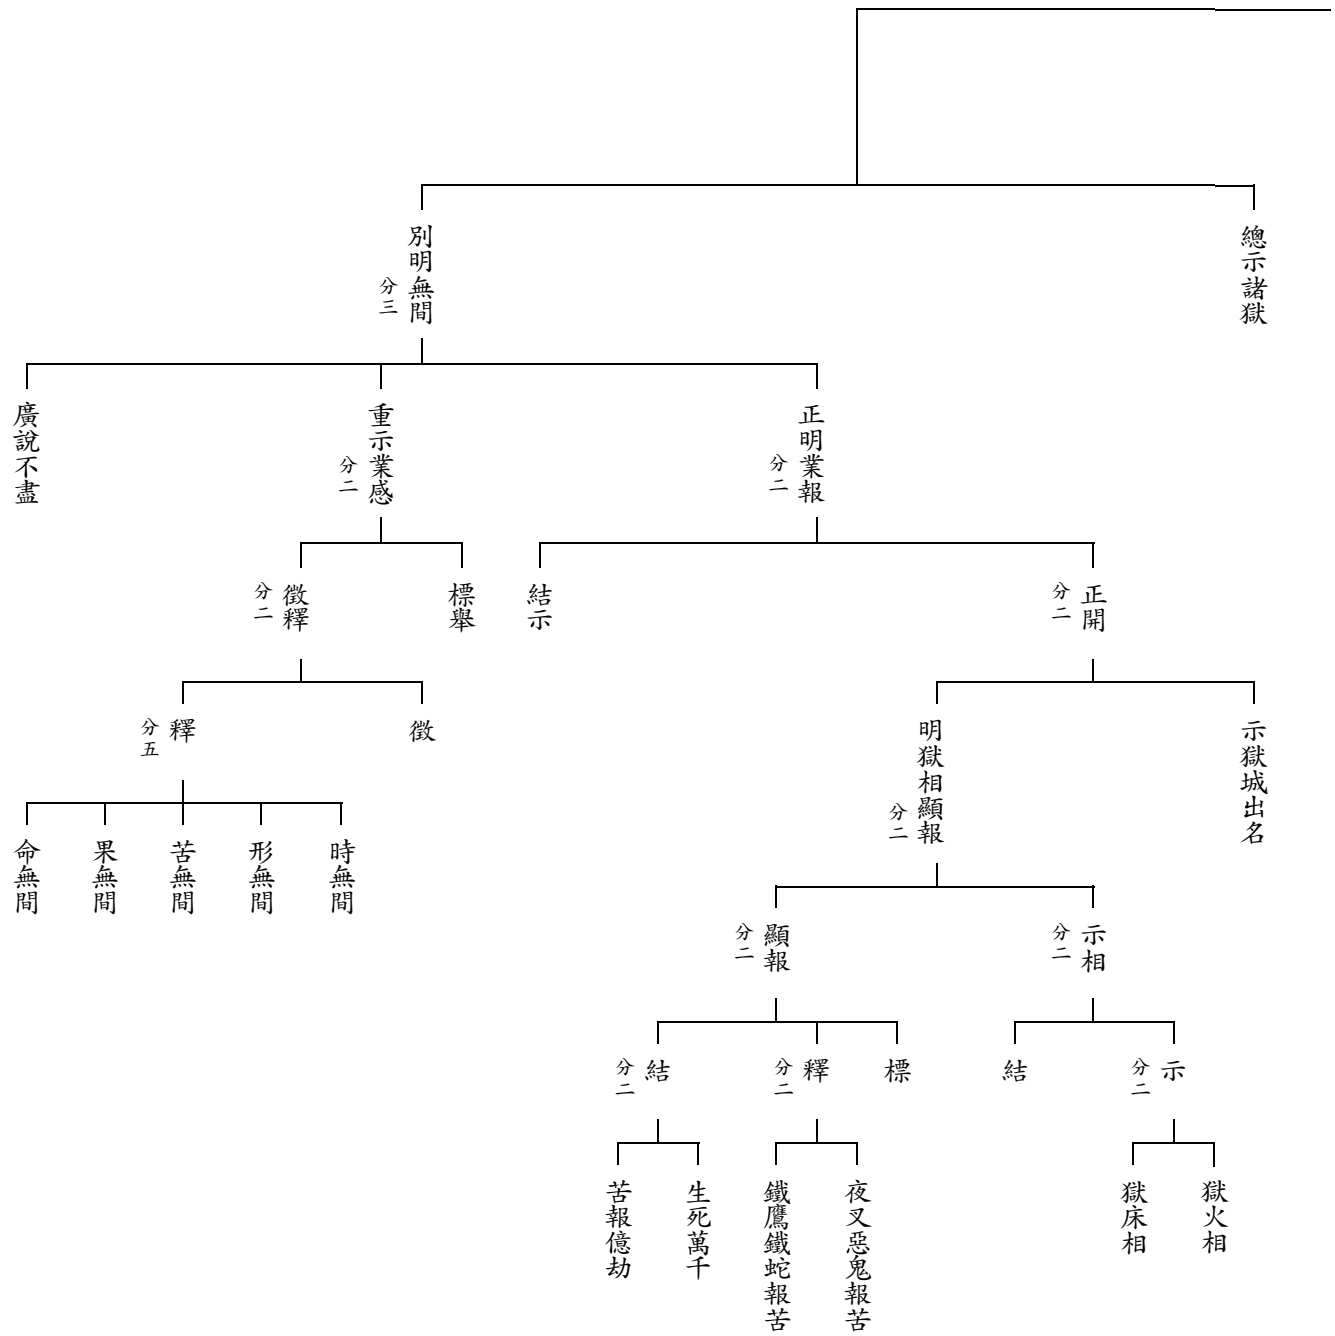 總示諸獄
別明無間
分三
正明業報
分二
重示業感
分二
廣說不盡
正開
分二
結示
標舉
徵釋
分二
示獄城出名
明獄相顯報
分二
徵
釋
分五
示相
分二
顯報
分二
時無間
形無間
苦無間
果無間
命無間
示
分二
結
標
釋
分二
結
分二
獄火相
獄床相
夜叉惡鬼報苦
鐵鷹鐵蛇報苦
生死萬千
苦報億劫